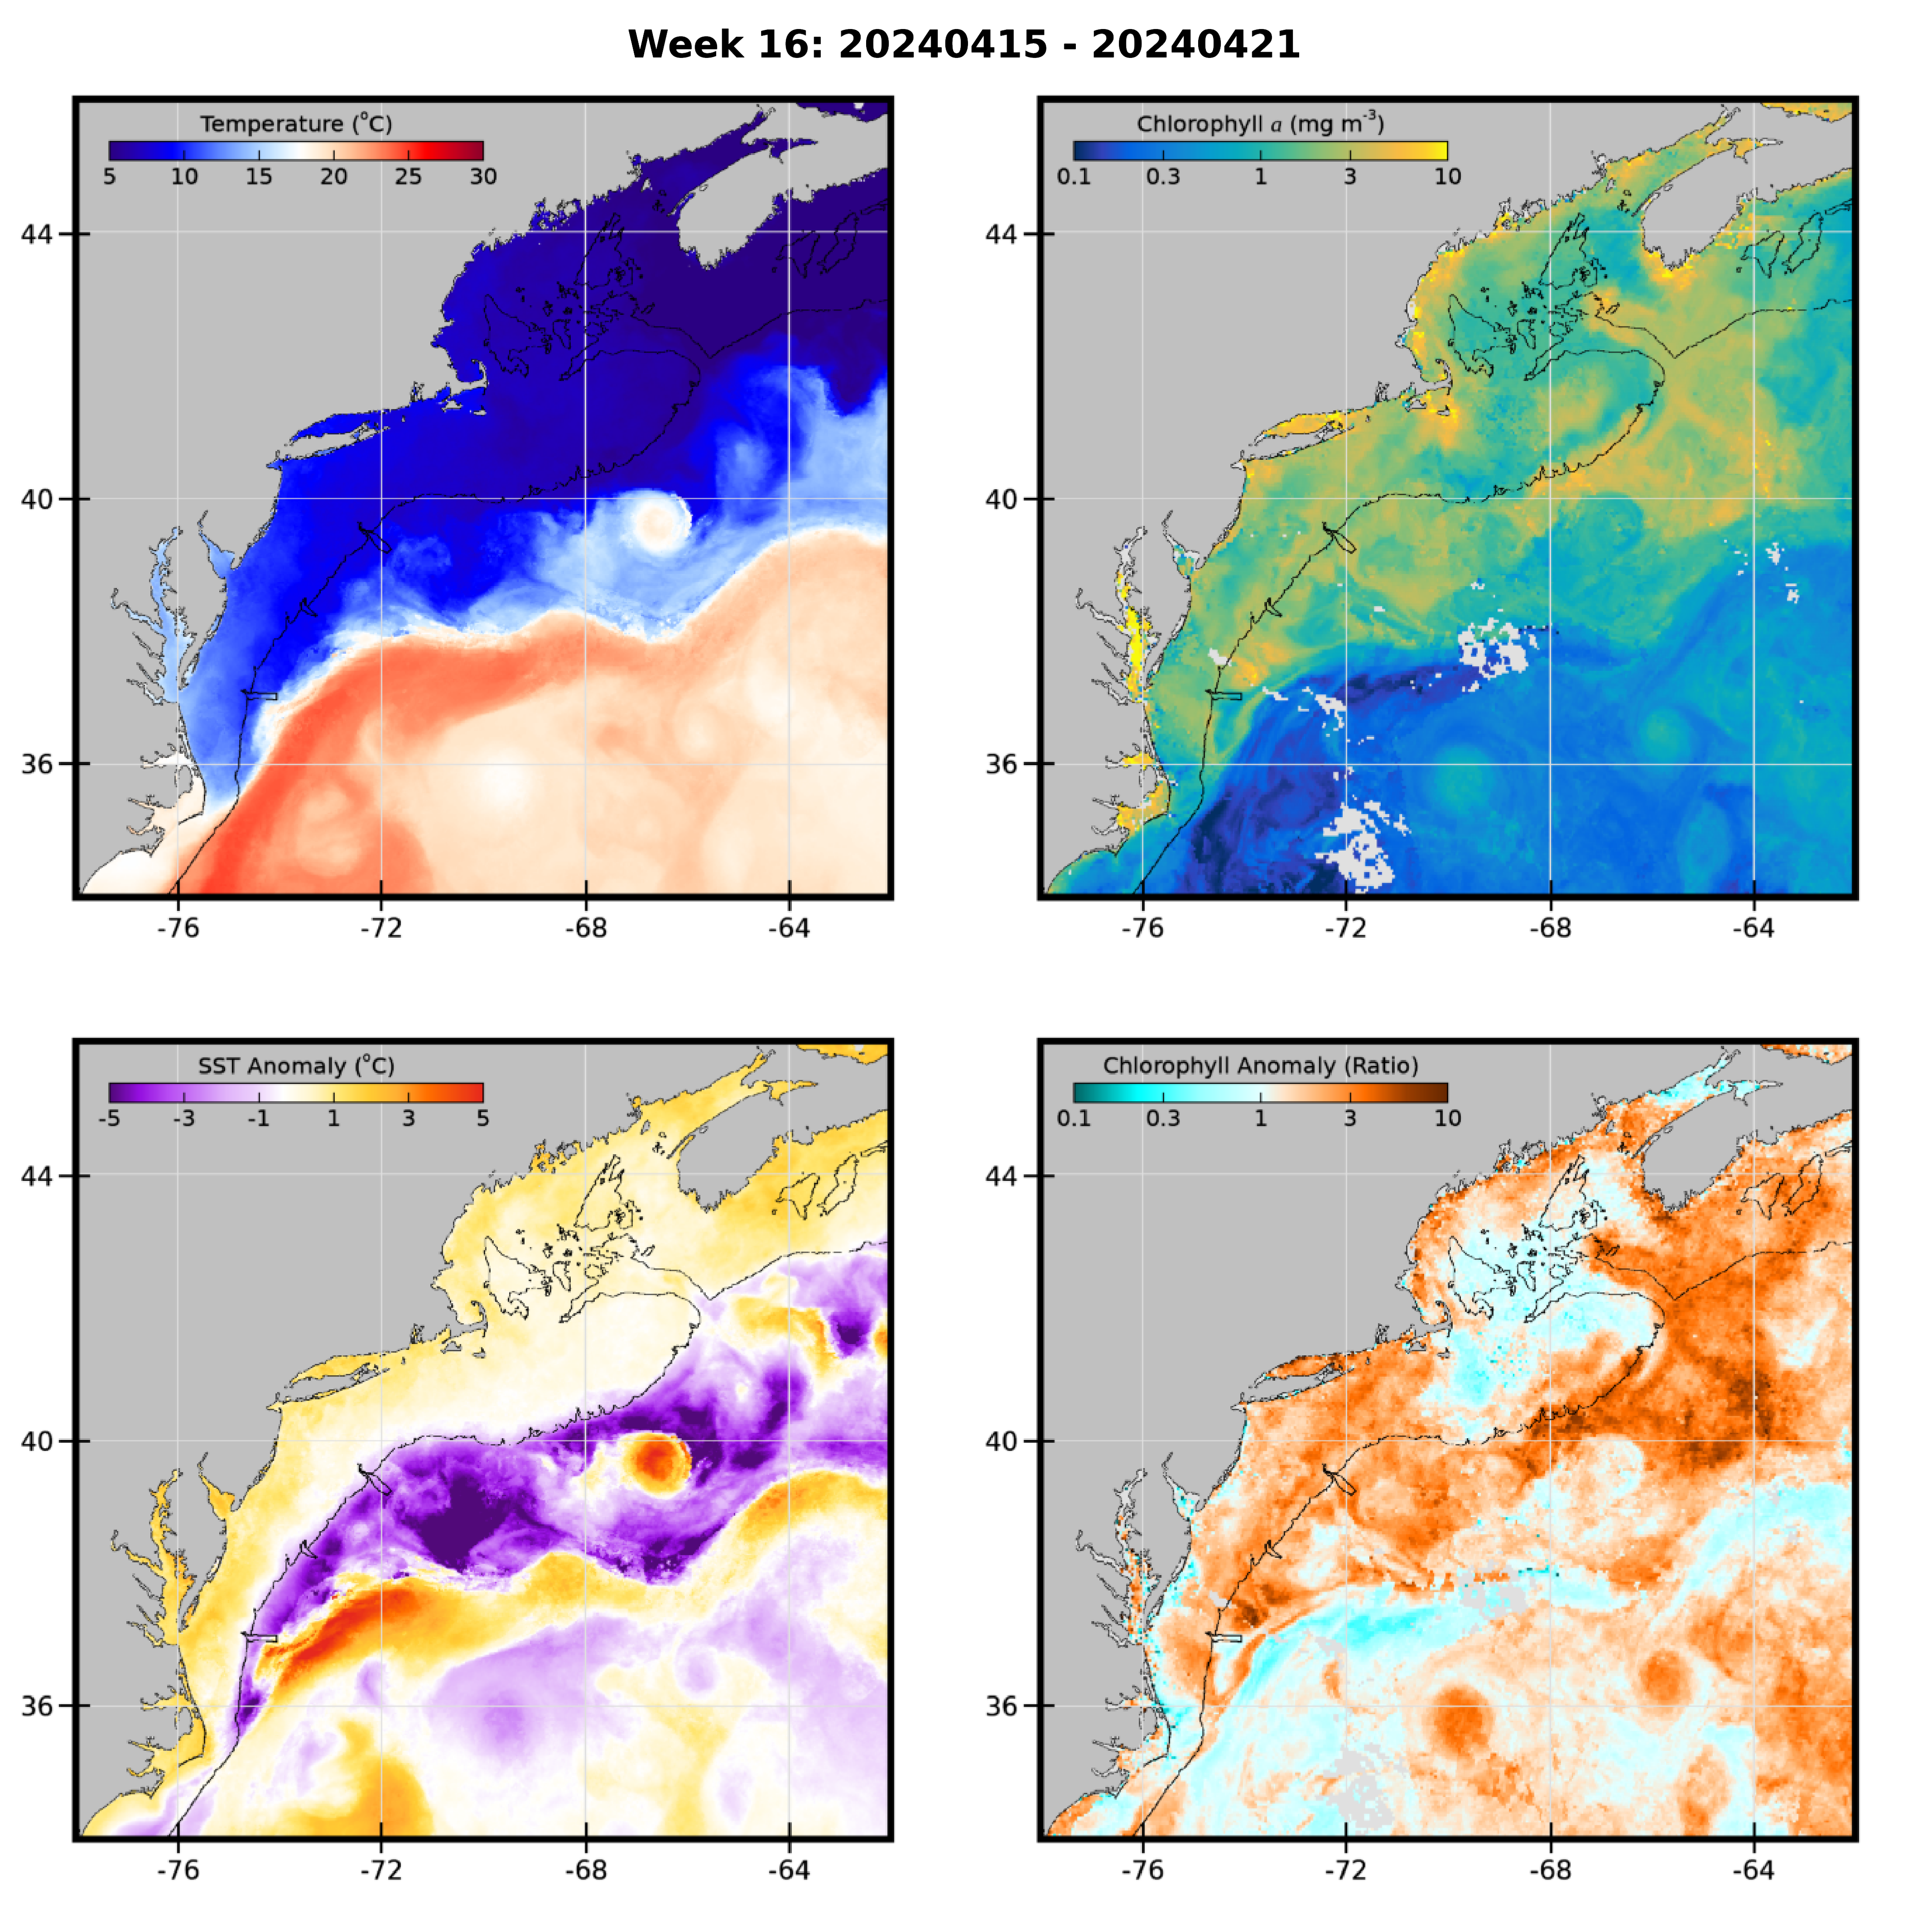 Week 16: 20240415 - 20240421
Temperature (°C)
5 10 15 20 25 30
44
40
36
-76 -72 -68 -64
Chlorophyll a (mg m⁻³)
0.1 0.3 1 3 10
44
40
36
-76 -72 -68 -64
SST Anomaly (°C)
-5 -3 -1 1 3 5
44
40
36
-76 -72 -68 -64
Chlorophyll Anomaly (Ratio)
0.1 0.3 1 3 10
44
40
36
-76 -72 -68 -64